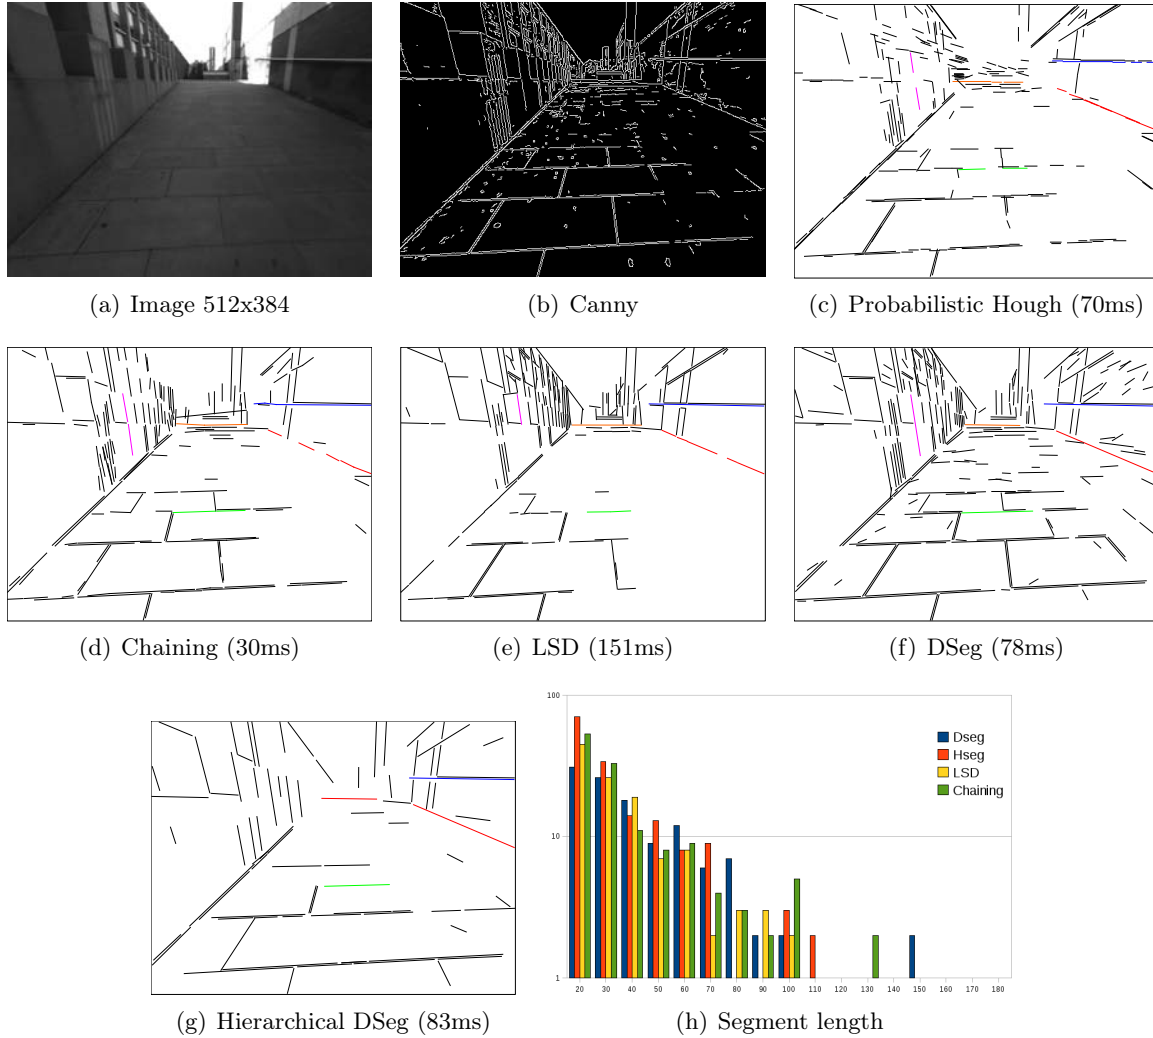 (a) Image 512x384
(b) Canny
(c) Probabilistic Hough (70ms)
(d) Chaining (30ms)
(e) LSD (151ms)
(f) DSeg (78ms)
100
10
1
Dseg
Hseg
LSD
Chaining
20 30 40 50 60 70 80 90 100 110 120 130 140 150 160 170 180
(g) Hierarchical DSeg (83ms)
(h) Segment length